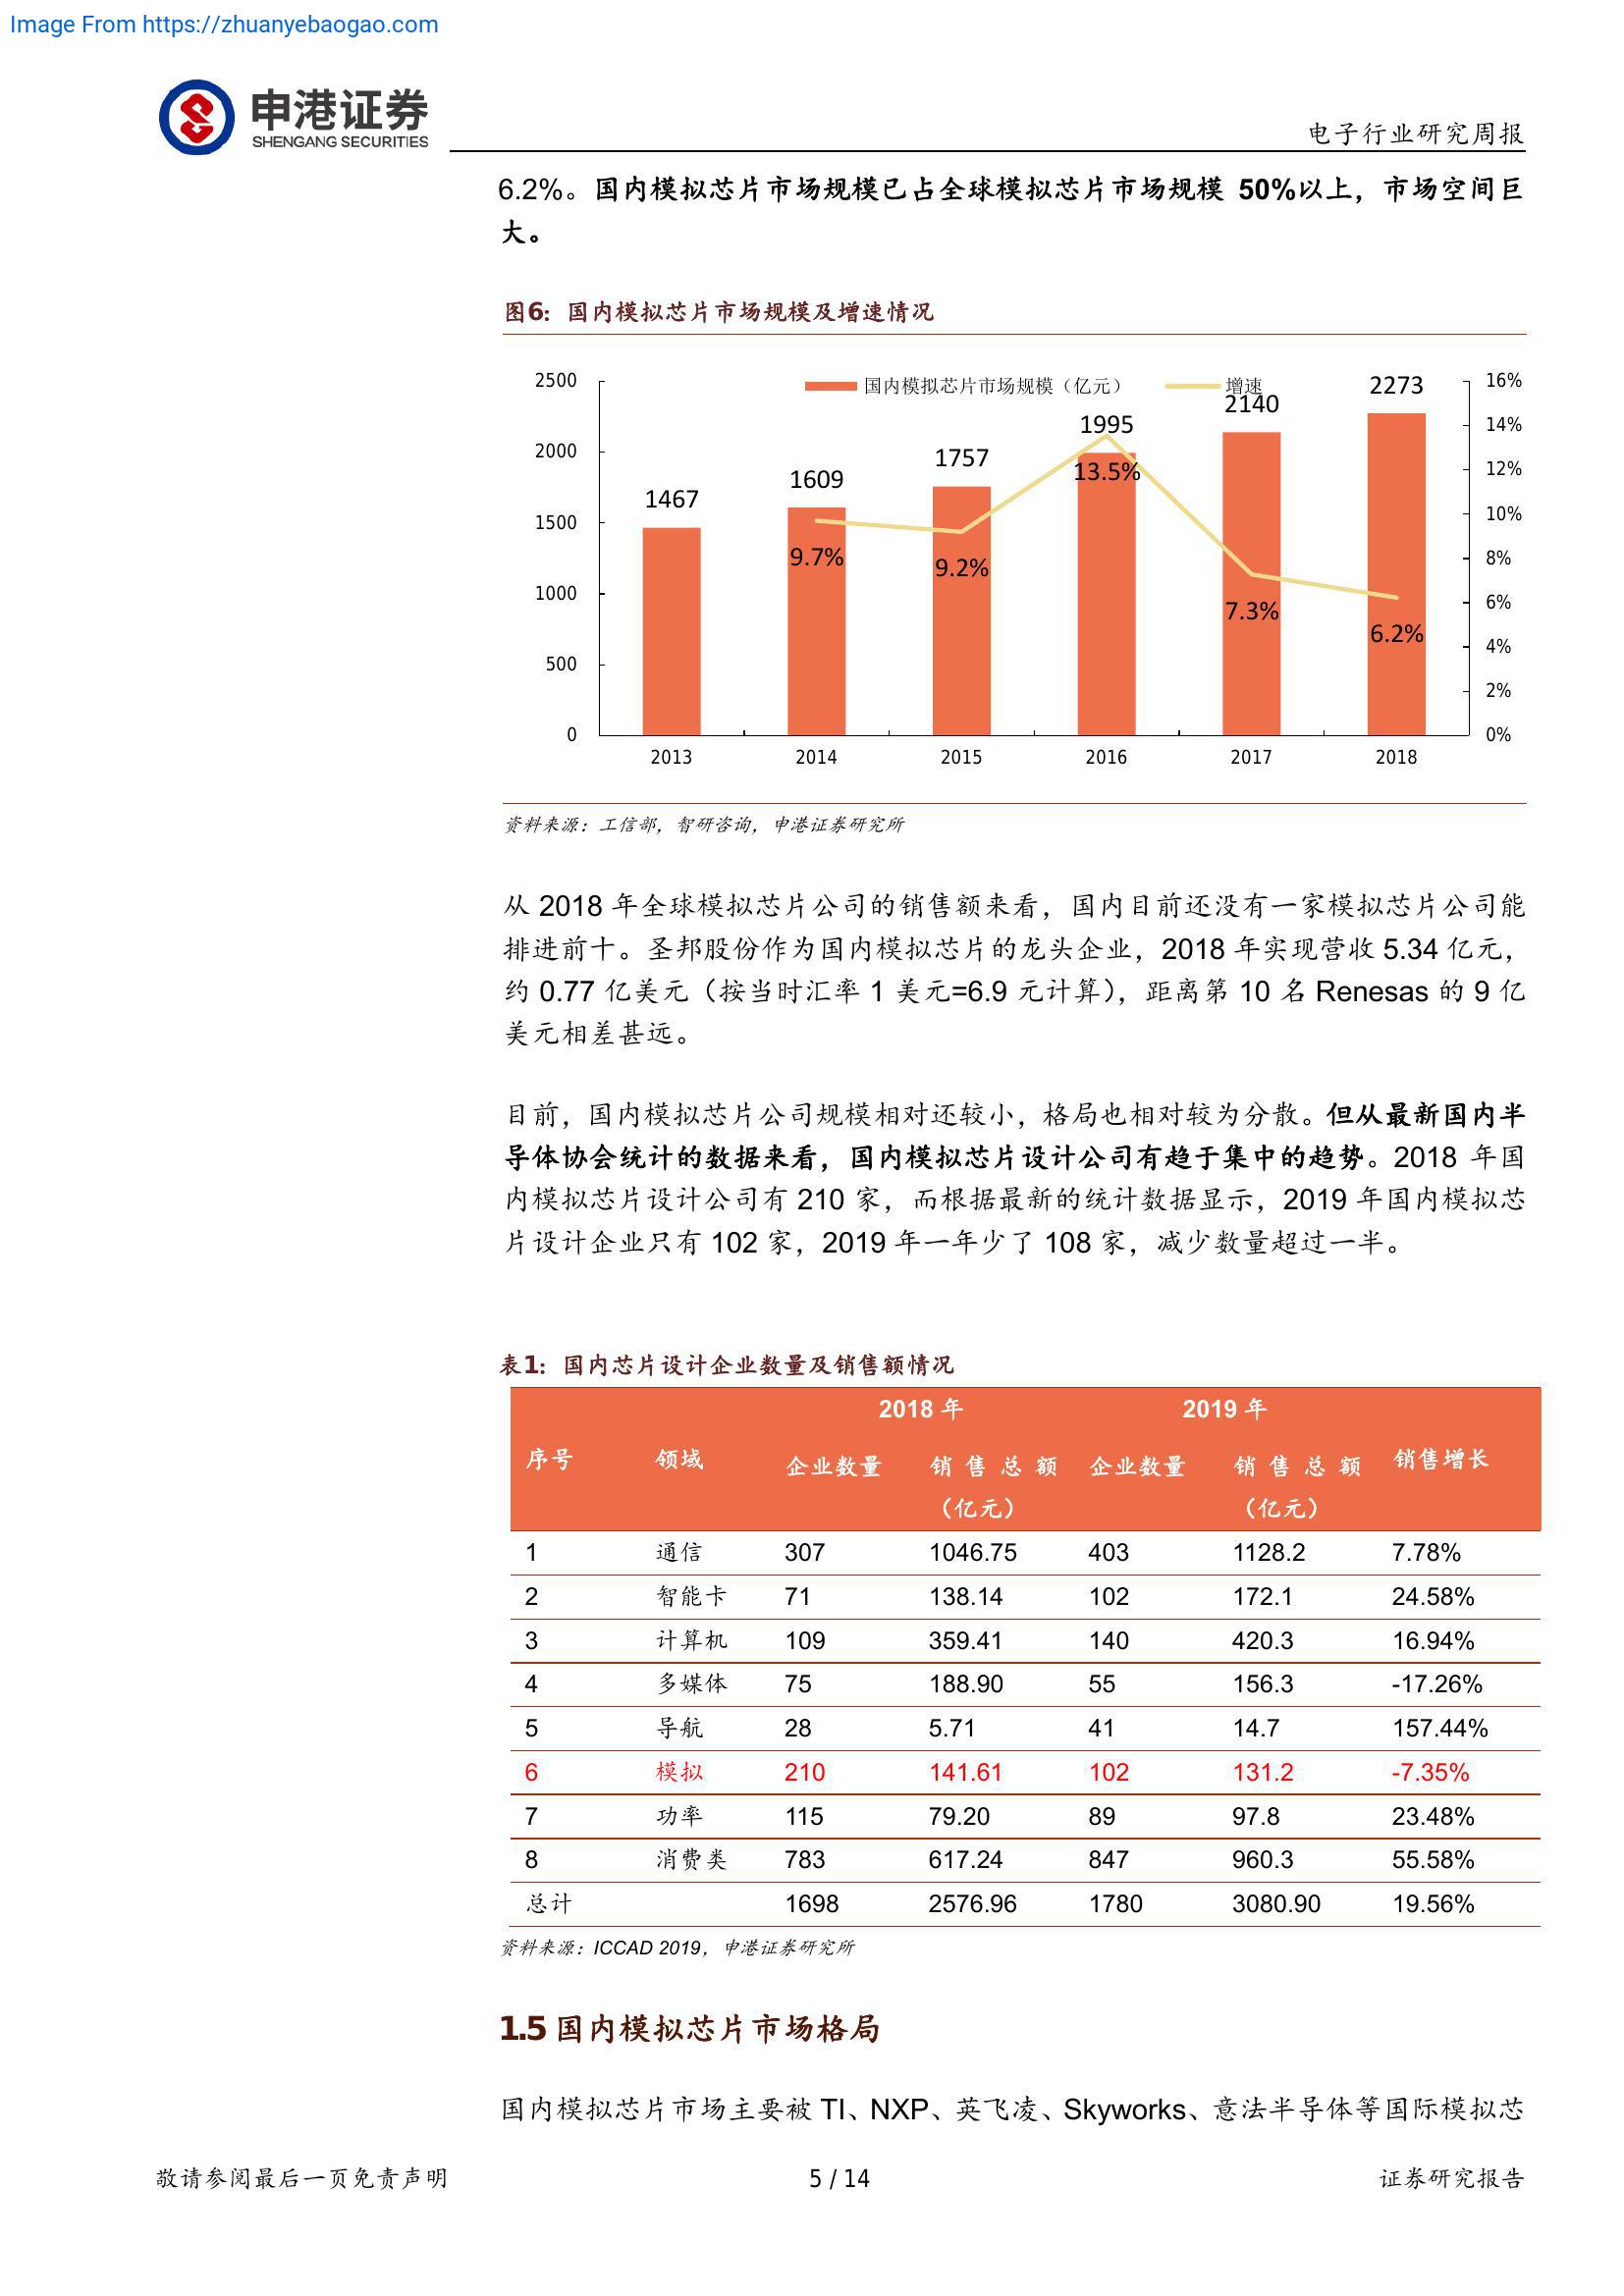 Image From https://zhuanyebaogao.com
申港证券
SHENGANG SECURITIES
电子行业研究周报
6.2%。国内模拟芯片市场规模已占全球模拟芯片市场规模 50%以上，市场空间巨
大。
图6：国内模拟芯片市场规模及增速情况
国内模拟芯片市场规模（亿元） 增速
2500 2000 1500 1000 500 0
16% 14% 12% 10% 8% 6% 4% 2% 0%
1467 1609 1757 1995 2140 2273
9.7% 9.2% 13.5% 7.3% 6.2%
2013 2014 2015 2016 2017 2018
资料来源：工信部，智研咨询，申港证券研究所
从 2018 年全球模拟芯片公司的销售额来看，国内目前还没有一家模拟芯片公司能
排进前十。圣邦股份作为国内模拟芯片的龙头企业，2018 年实现营收 5.34 亿元，
约 0.77 亿美元（按当时汇率 1 美元=6.9 元计算），距离第 10 名 Renesas 的 9 亿
美元相差甚远。
目前，国内模拟芯片公司规模相对还较小，格局也相对较为分散。但从最新国内半
导体协会统计的数据来看，国内模拟芯片设计公司有趋于集中的趋势。2018 年国
内模拟芯片设计公司有 210 家，而根据最新的统计数据显示，2019 年国内模拟芯
片设计企业只有 102 家，2019 年一年少了 108 家，减少数量超过一半。
表1：国内芯片设计企业数量及销售额情况
2018 年 2019 年
序号 领域 企业数量 销售总额 企业数量 销售总额 销售增长
（亿元） （亿元）
1 通信 307 1046.75 403 1128.2 7.78%
2 智能卡 71 138.14 102 172.1 24.58%
3 计算机 109 359.41 140 420.3 16.94%
4 多媒体 75 188.90 55 156.3 -17.26%
5 导航 28 5.71 41 14.7 157.44%
6 模拟 210 141.61 102 131.2 -7.35%
7 功率 115 79.20 89 97.8 23.48%
8 消费类 783 617.24 847 960.3 55.58%
总计 1698 2576.96 1780 3080.90 19.56%
资料来源：ICCAD 2019，申港证券研究所
1.5 国内模拟芯片市场格局
国内模拟芯片市场主要被 TI、NXP、英飞凌、Skyworks、意法半导体等国际模拟芯
敬请参阅最后一页免责声明 5 / 14 证券研究报告